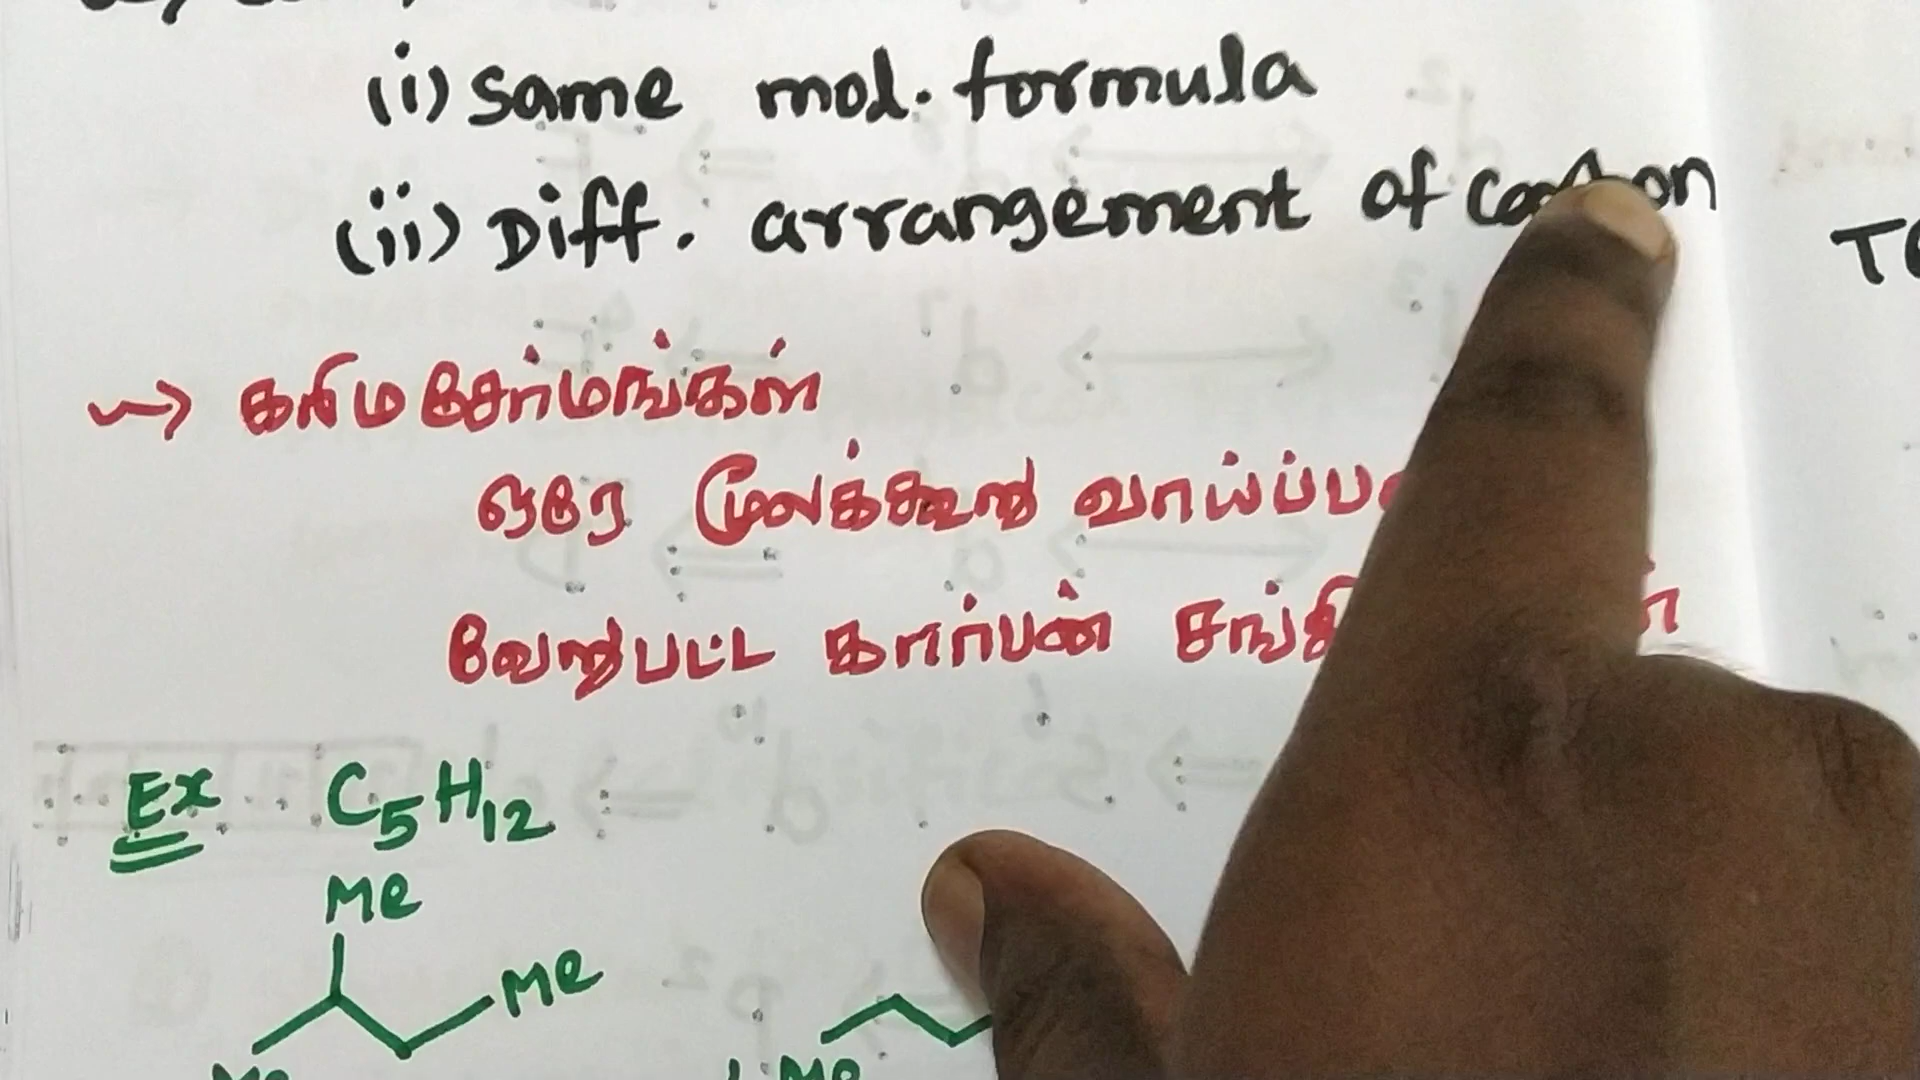 (i) Same mol. formula
(ii) Diff. arrangement of
→ கரிமசேர்மங்கள்
ஒரே மூலக்கூறு
வேறுபட்ட கார்பன்
Ex C5H12
Me
Me
Me